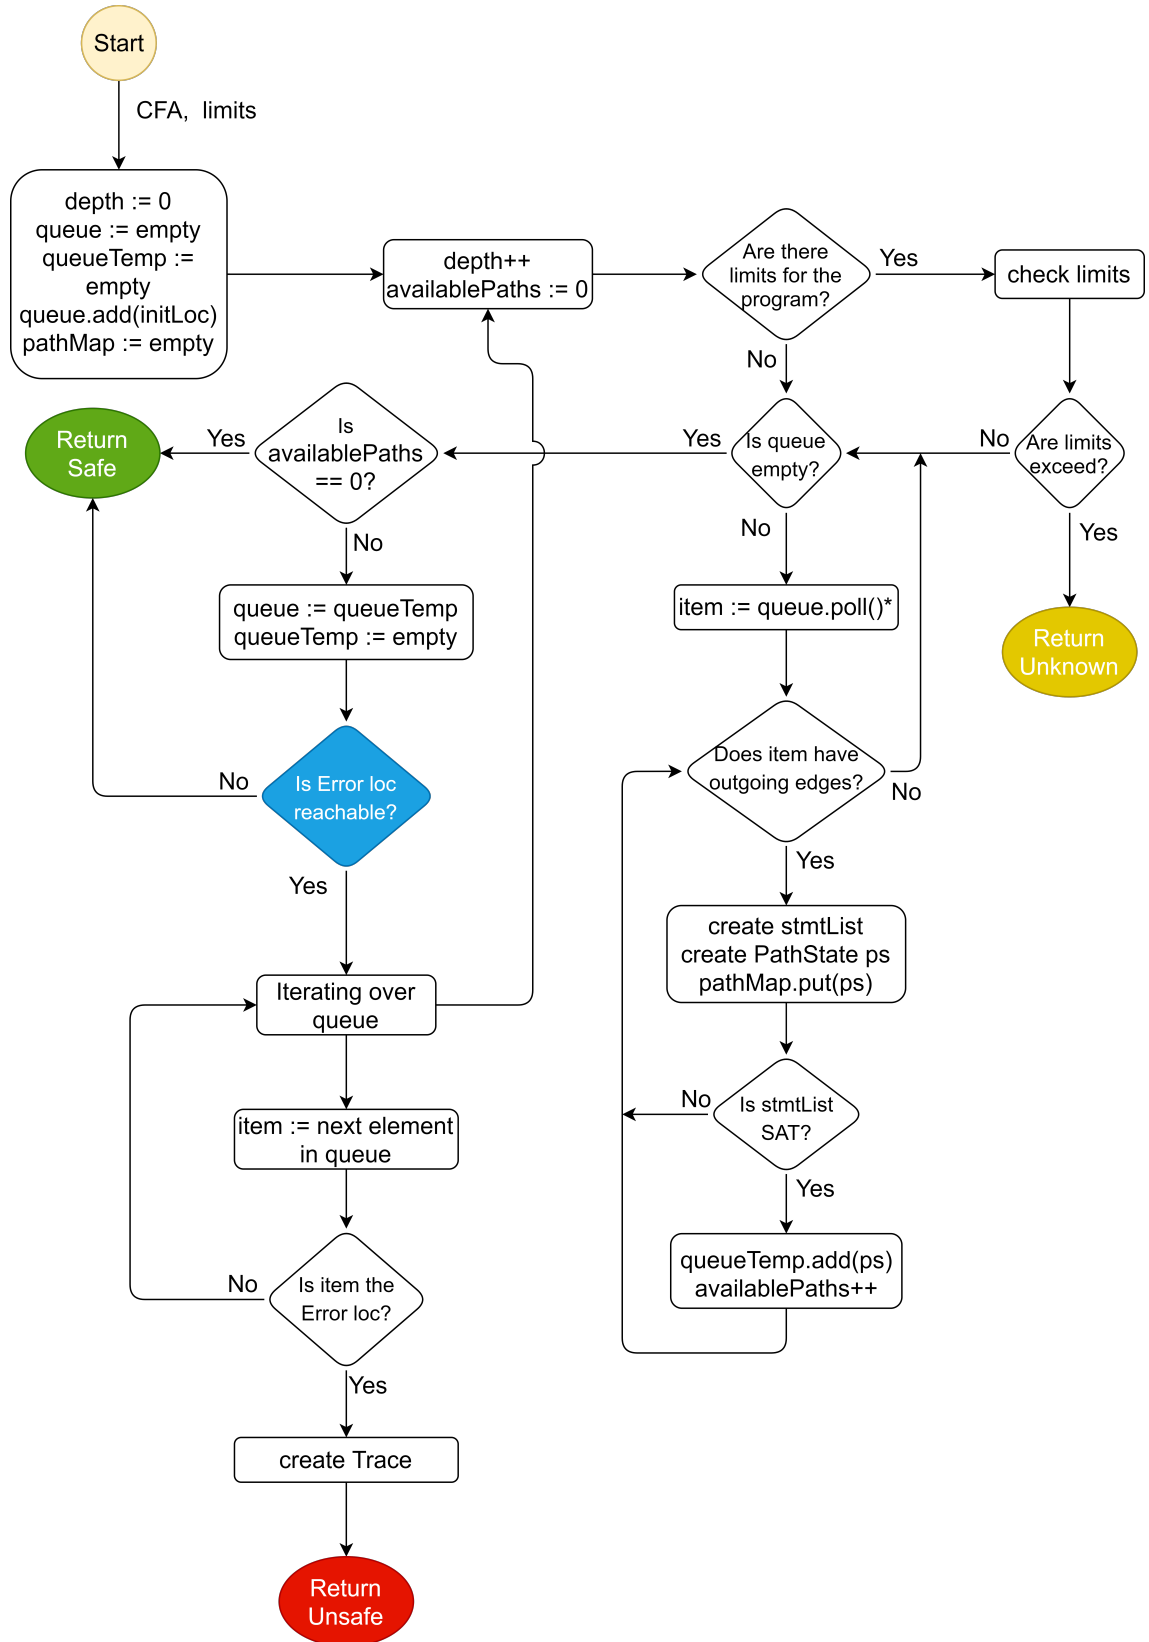 Start
CFA,  limits
depth := 0
queue := empty
queueTemp :=
empty
queue.add(initLoc)
pathMap := empty
depth++
availablePaths := 0
Are there
limits for the
program?
Yes
check limits
No
Is queue
empty?
Yes
No
Are limits
exceed?
No
Yes
Return
Unknown
Is
availablePaths
== 0?
Yes
Return
Safe
No
queue := queueTemp
queueTemp := empty
item := queue.poll()*
Is Error loc
reachable?
No
Yes
Does item have
outgoing edges?
No
Yes
create stmtList
create PathState ps
pathMap.put(ps)
Iterating over
queue
item := next element
in queue
Is stmtList
SAT?
No
Yes
queueTemp.add(ps)
availablePaths++
Is item the
Error loc?
No
Yes
create Trace
Return
Unsafe